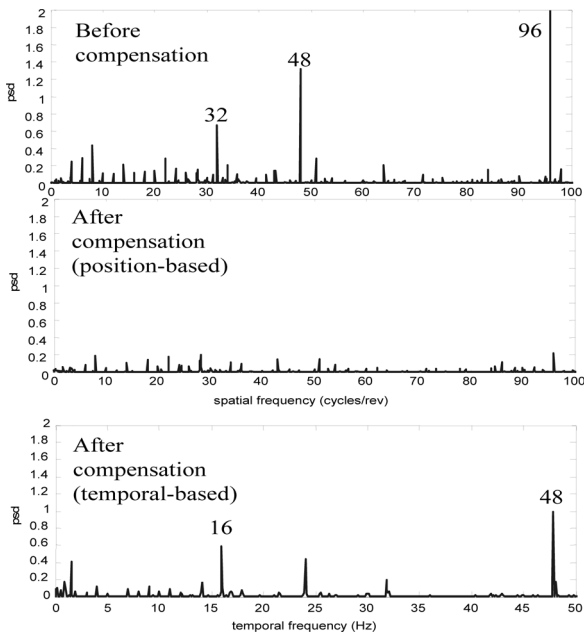 2
1.8
1.6
1.4
1.2
1
0.8
0.6
0.4
0.2
0
psd
Before
compensation
32
48
96
0 10 20 30 40 50 60 70 80 90 100
2
1.8
1.6
1.4
1.2
1
0.8
0.6
0.4
0.2
0
psd
After
compensation
(position-based)
0 10 20 30 40 50 60 70 80 90 100
spatial frequency (cycles/rev)
2
1.8
1.6
1.4
1.2
1
0.8
0.6
0.4
0.2
0
psd
After
compensation
(temporal-based)
16
48
0 5 10 15 20 25 30 35 40 45 50
temporal frequency (Hz)